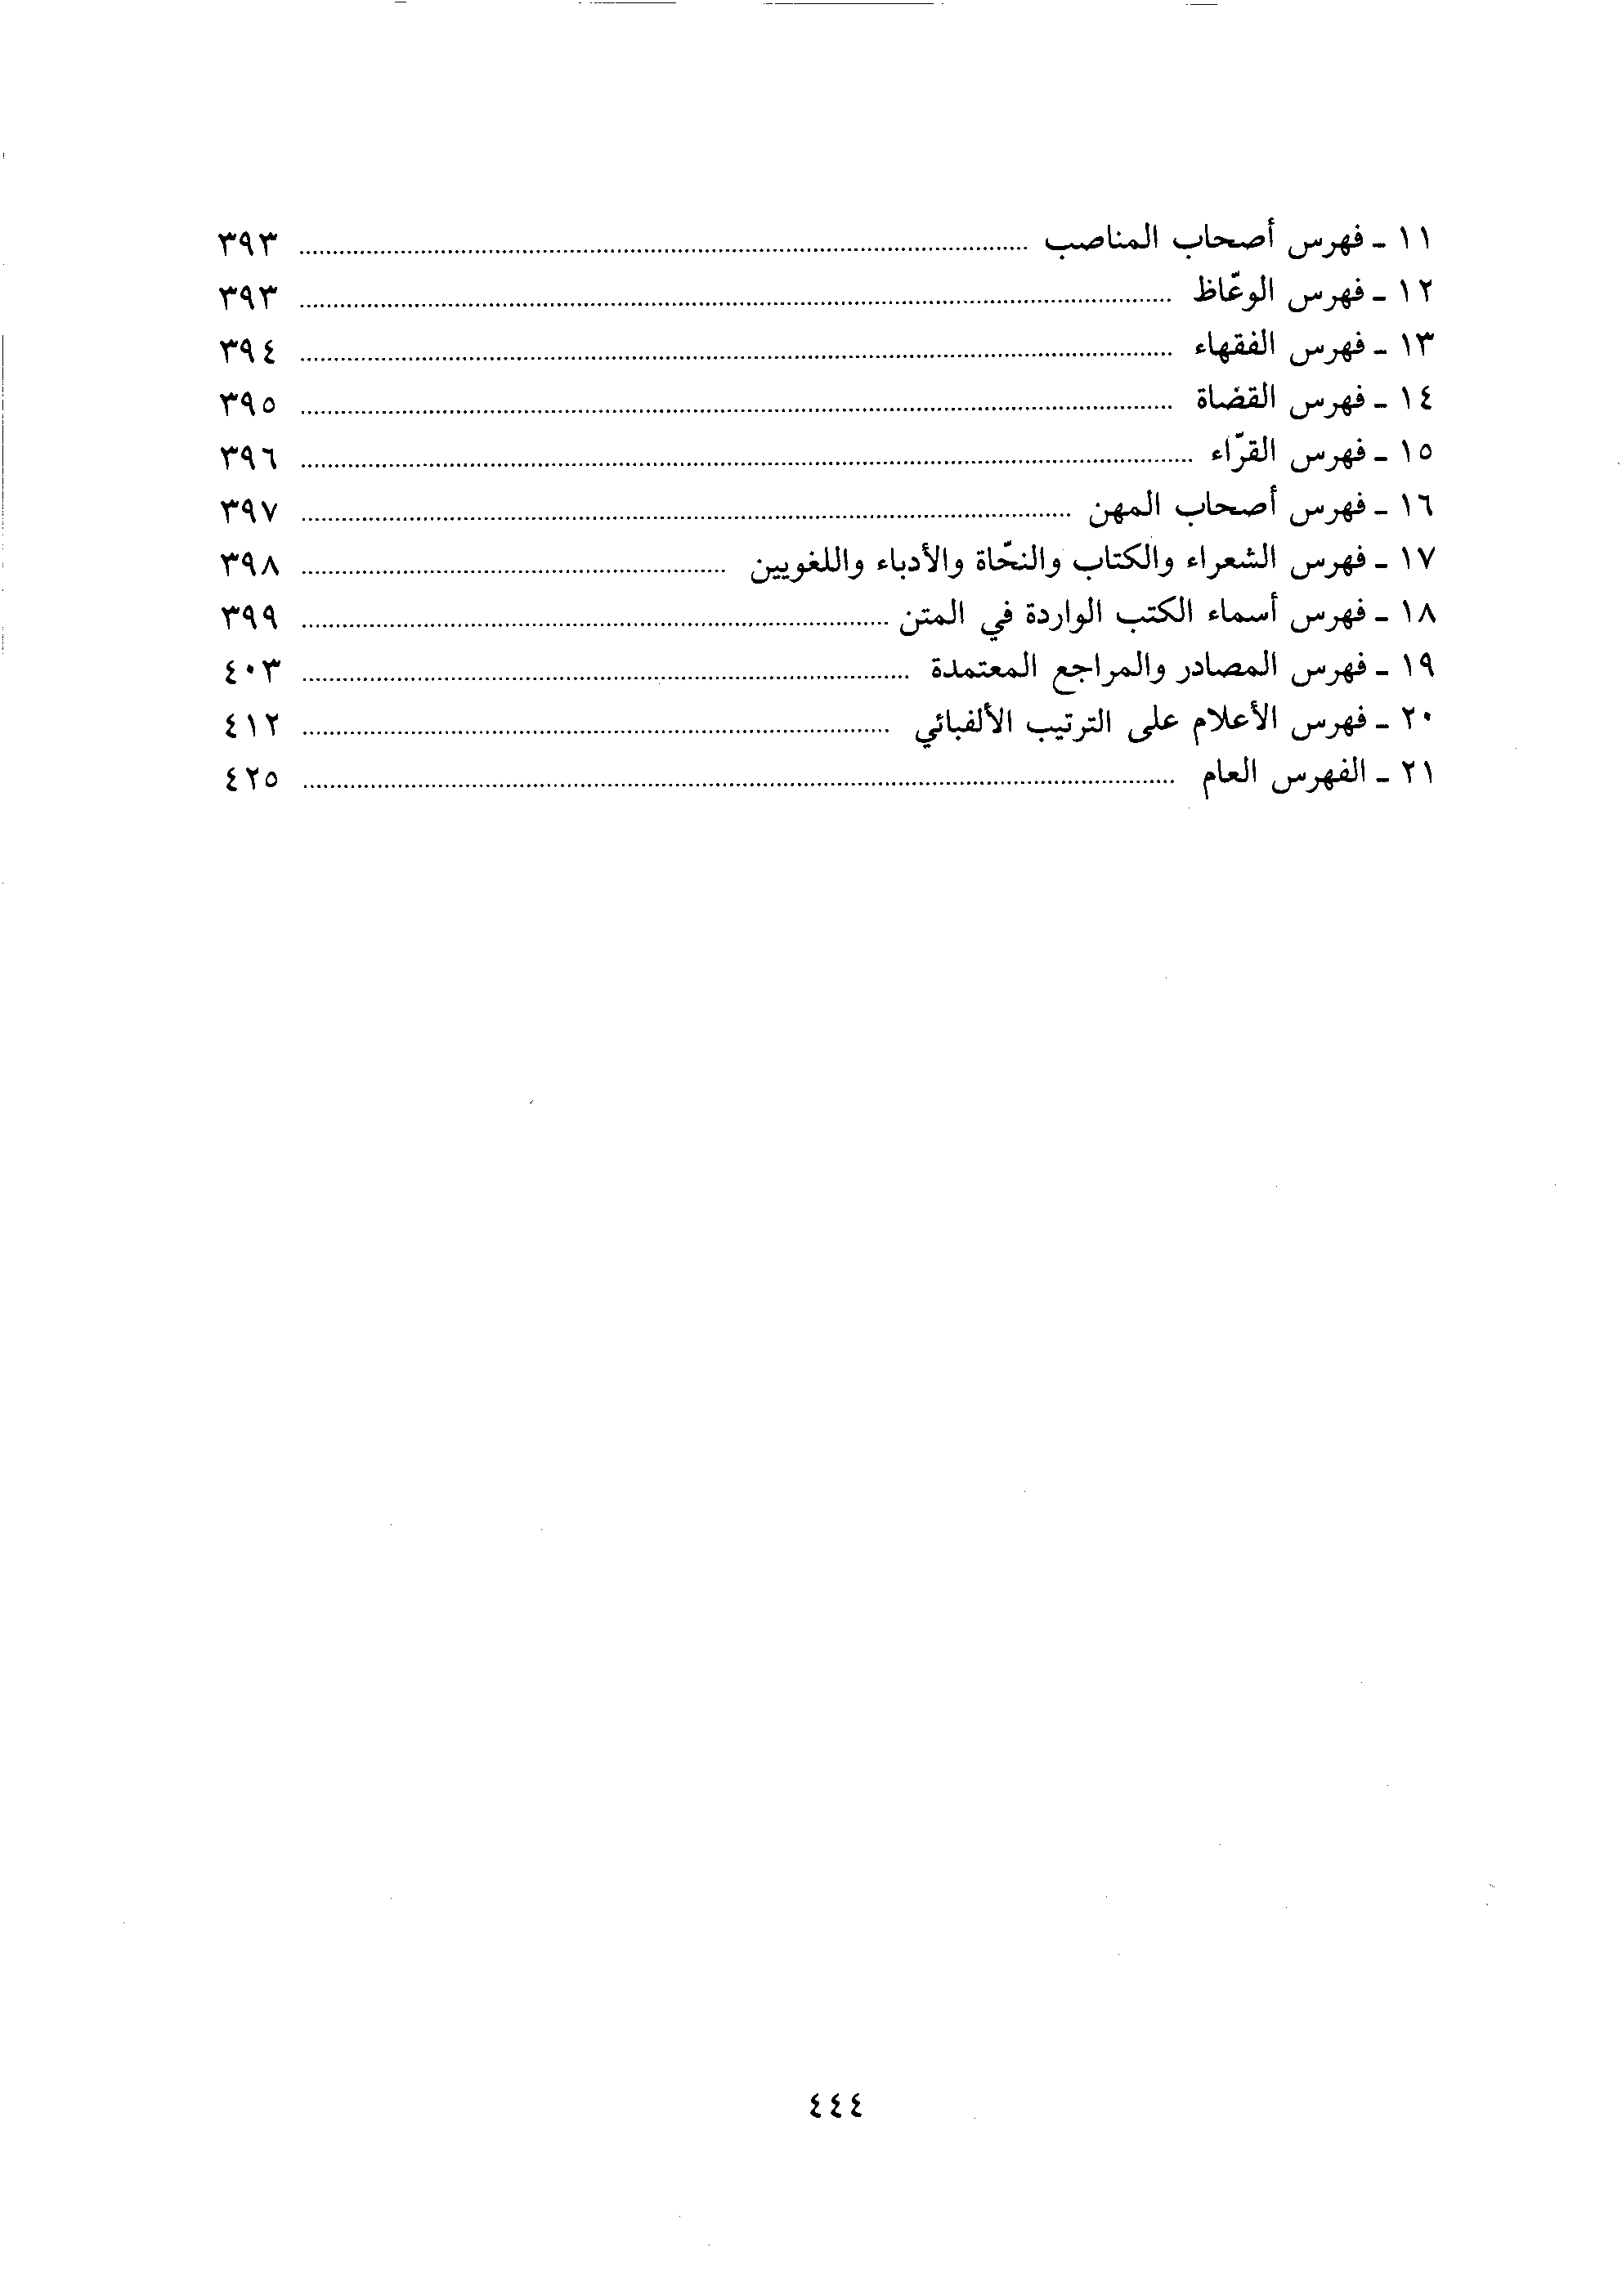 ١١ ـ فهرس أصحاب المناصب ........................ ٣٩٣
١٢ ـ فهرس الوعّاظ ........................ ٣٩٣
١٣ ـ فهرس الفقهاء ........................ ٣٩٤
١٤ ـ فهرس القضاة ........................ ٣٩٥
١٥ ـ فهرس القرّاء ........................ ٣٩٦
١٦ ـ فهرس أصحاب المهن ........................ ٣٩٧
١٧ ـ فهرس الشعراء والكتاب والنحّاة والأدباء واللغويين ........................ ٣٩٨
١٨ ـ فهرس أسماء الكتب الواردة في المتن ........................ ٣٩٩
١٩ ـ فهرس المصادر والمراجع المعتمدة ........................ ٤٠٣
٢٠ ـ فهرس الأعلام على الترتيب الألفبائي ........................ ٤١٢
٢١ ـ الفهرس العام ........................ ٤٢٥
٤٤٤